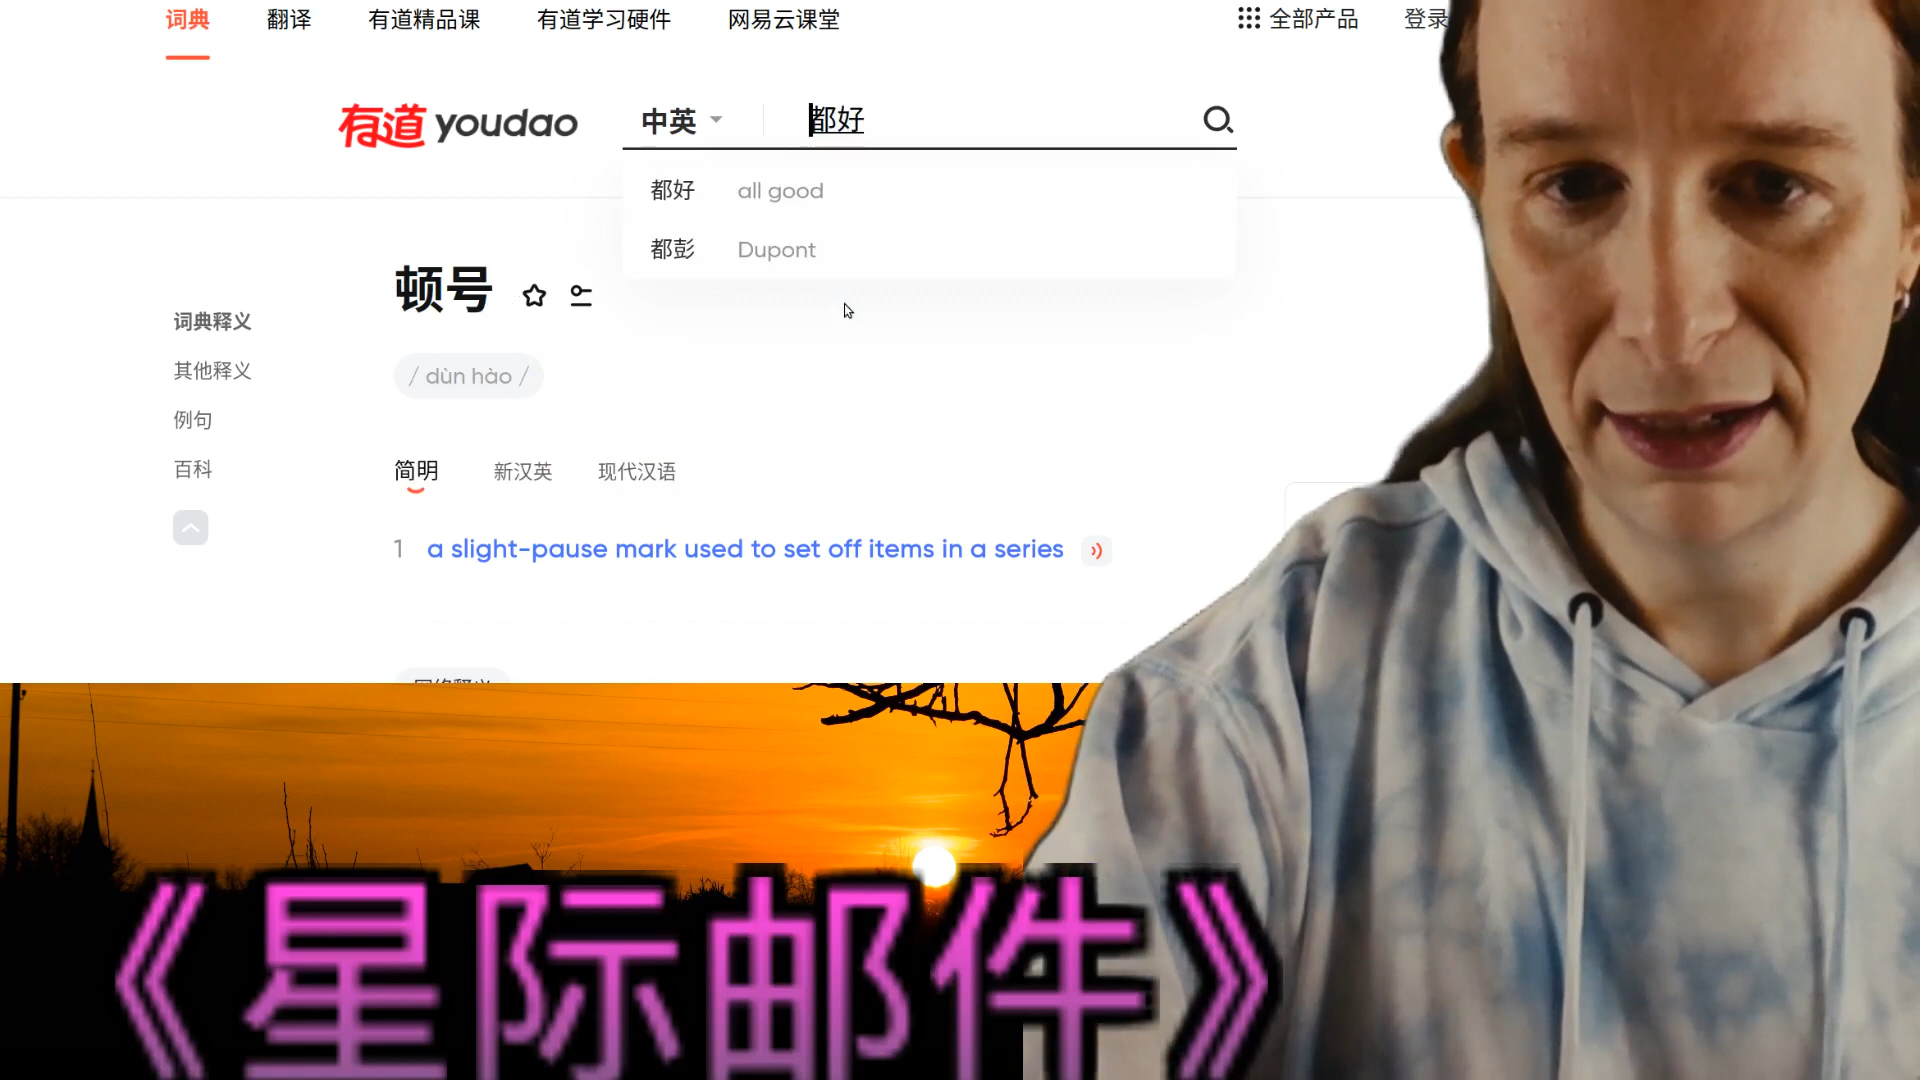 词典 翻译 有道精品课 有道学习硬件 网易云课堂 全部产品 登录
有道 youdao 中英 都好
都好 all good
都彭 Dupont
顿号
/ dùn hào /
词典释义
其他释义
例句
百科
简明 新汉英 现代汉语
1 a slight-pause mark used to set off items in a series
网络释义
《星际邮件》